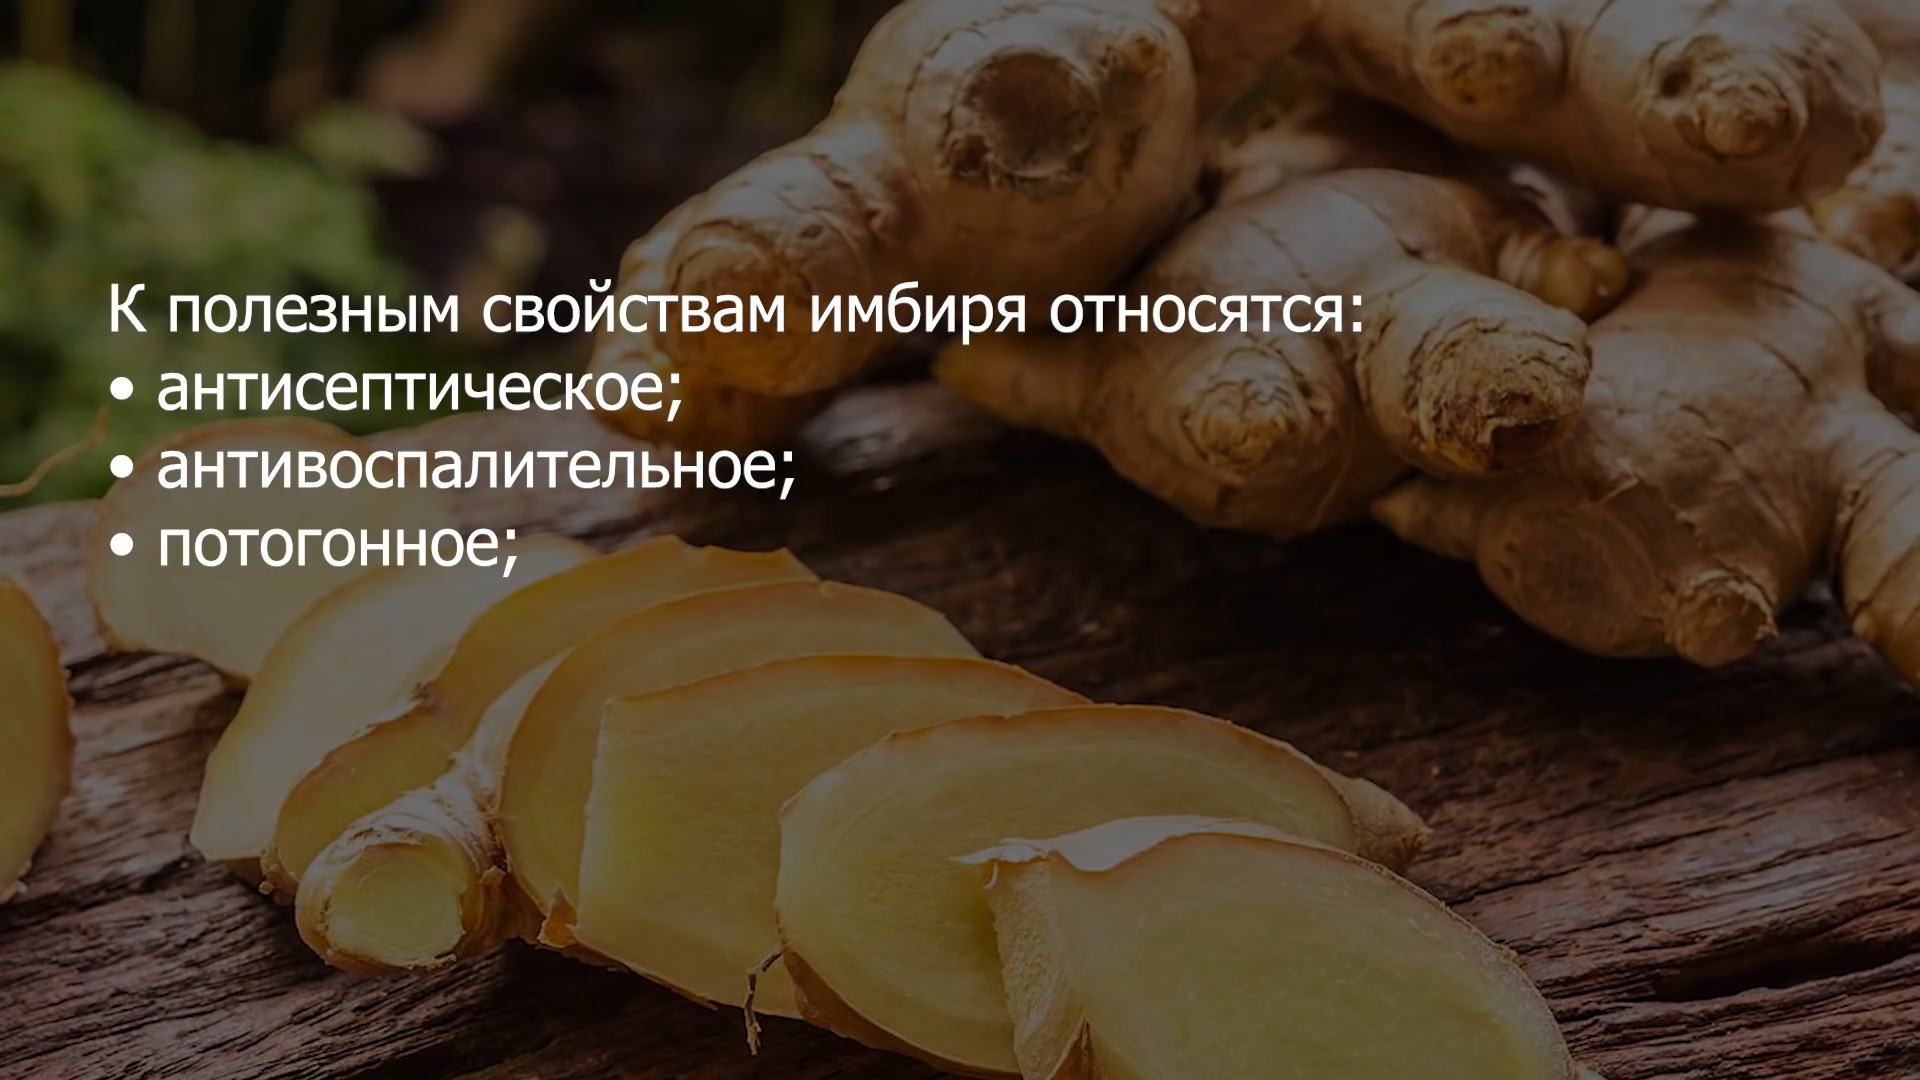 К полезным свойствам имбиря относятся:
• антисептическое;
• антивоспалительное;
• потогонное;